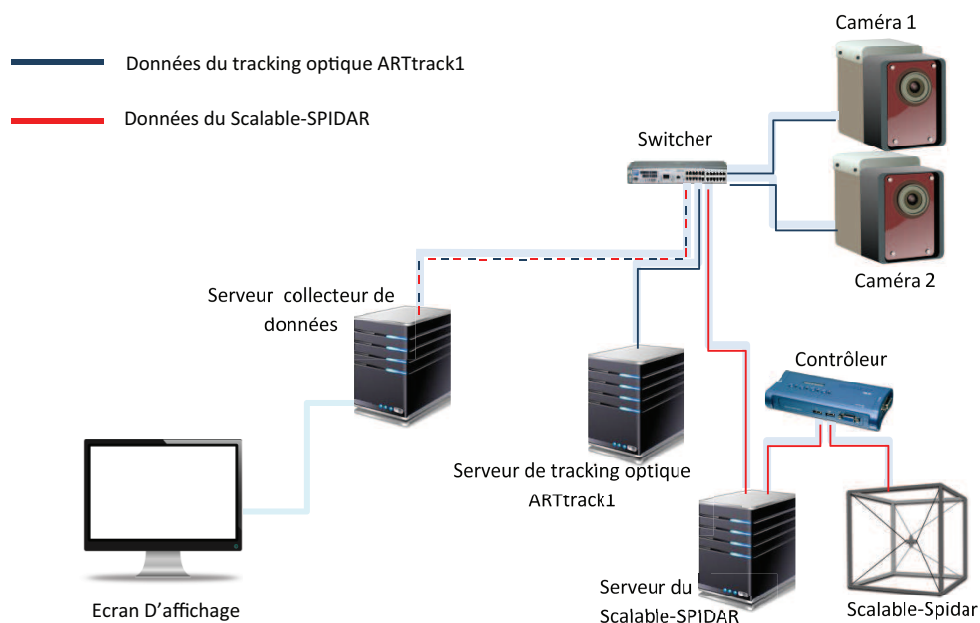 Caméra 1
Données du tracking optique ARTtrack1
Données du Scalable-SPIDAR
Switcher
Caméra 2
Serveur collecteur de
données
Contrôleur
Serveur de tracking optique
ARTtrack1
Serveur du
Scalable-SPIDAR
Scalable-Spidar
Ecran D’affichage